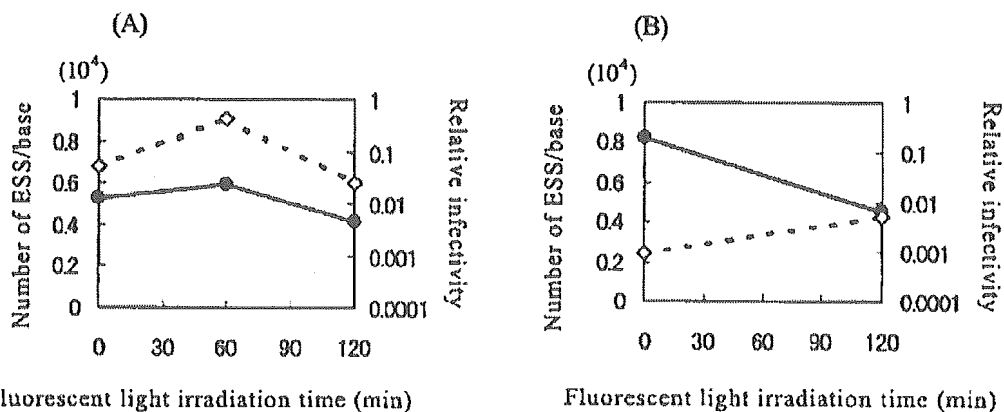 (A)
(10⁴)
Number of ESS/base
1
0.8
0.6
0.4
0.2
0
1
0.1
0.01
0.001
0.0001
Relative infectivity
0 30 60 90 120
luorescent light irradiation time (min)
(B)
(10⁴)
Number of ESS/base
1
0.8
0.6
0.4
0.2
0
1
0.1
0.01
0.001
0.0001
Relative infectivity
0 30 60 90 120
Fluorescent light irradiation time (min)